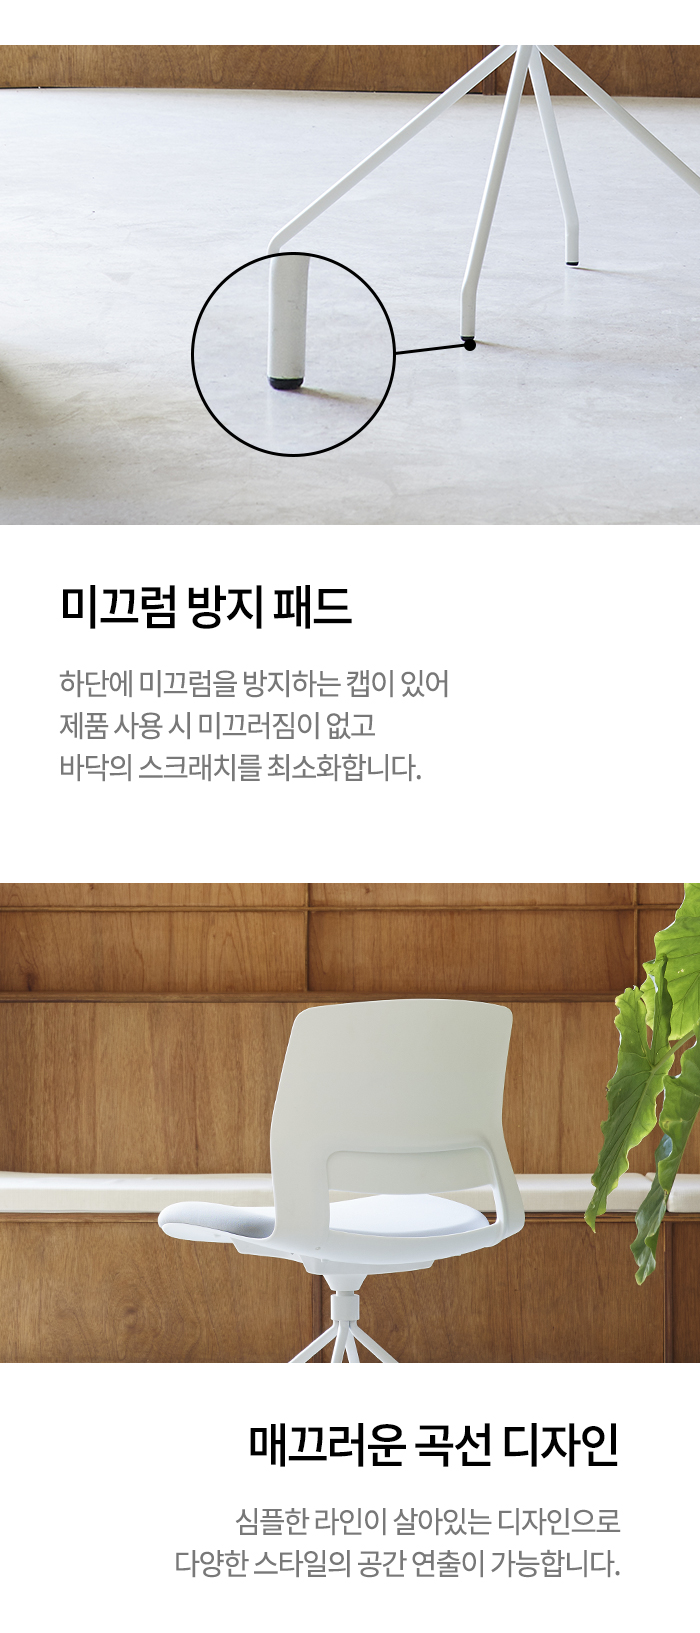 미끄럼 방지 패드
하단에 미끄럼을 방지하는 캡이 있어
제품 사용 시 미끄러짐이 없고
바닥의 스크래치를 최소화합니다.
매끄러운 곡선 디자인
심플한 라인이 살아있는 디자인으로
다양한 스타일의 공간 연출이 가능합니다.